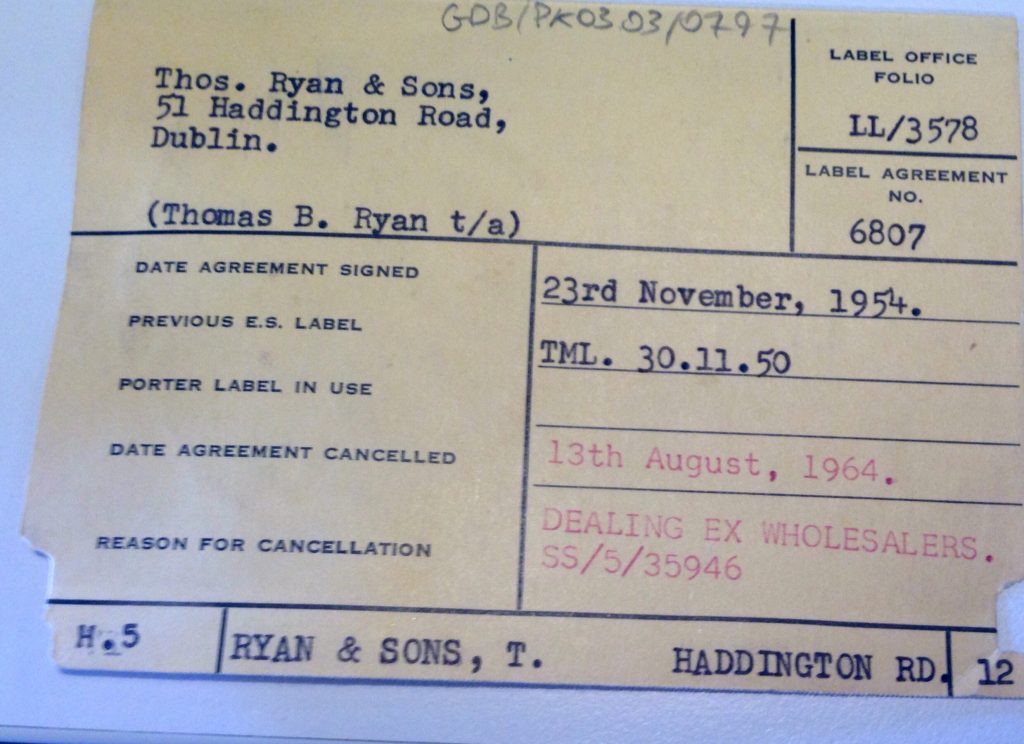 GDB/PK03.03/0797
Thos. Ryan & Sons,
51 Haddington Road,
Dublin.
(Thomas B. Ryan t/a)
LABEL OFFICE
FOLIO
LL/3578
LABEL AGREEMENT
NO.
6807
DATE AGREEMENT SIGNED
23rd November, 1954.
PREVIOUS E.S. LABEL
TML. 30.11.50
PORTER LABEL IN USE
DATE AGREEMENT CANCELLED
13th August, 1964.
REASON FOR CANCELLATION
DEALING EX WHOLESALERS.
SS/5/35946
H.5 RYAN & SONS, T. HADDINGTON RD. 12